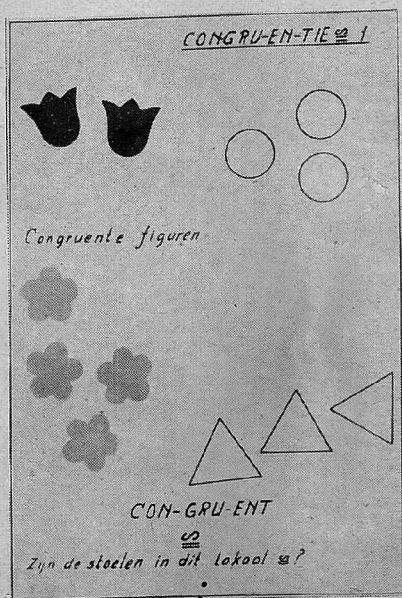 CONGRU-EN-TIE ≌ 1
Congruente figuren
CON-GRU-ENT
≌
Zijn de stoelen in dit lokaal ≌?